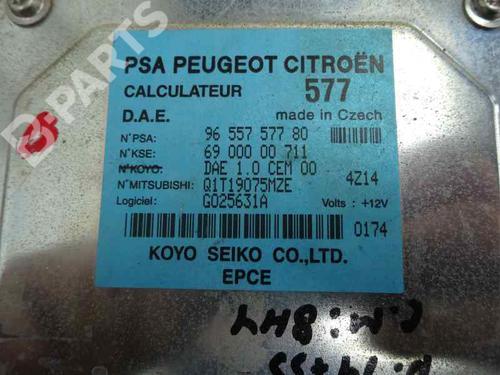 PSA PEUGEOT CITROËN
CALCULATEUR 577
D.A.E. made in Czech
N°PSA: 96 557 577 80
N°KSE: 69 000 00 711
N°KOYO: DAE 1.0 CEM 00
N°MITSUBISHI: Q1T19075MZE 4Z14
Logiciel: G025631A Volts : +12V
0174
KOYO SEIKO CO.,LTD.
EPCE
C.M: 8HY